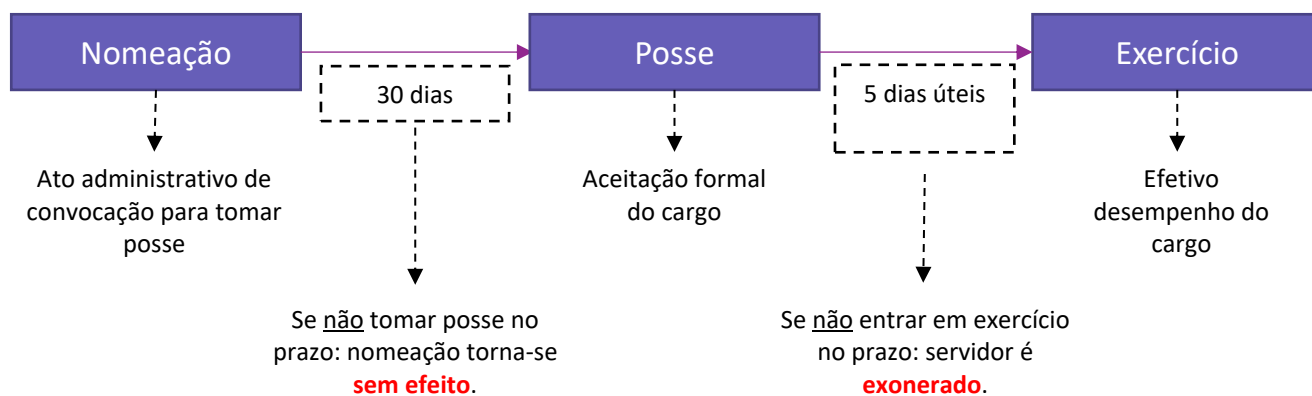 Nomeação
Posse
Exercício
30 dias
5 dias úteis
Ato administrativo de
convocação para tomar
posse
Aceitação formal
do cargo
Efetivo
desempenho do
cargo
Se não tomar posse no
prazo: nomeação torna-se
sem efeito.
Se não entrar em exercício
no prazo: servidor é
exonerado.